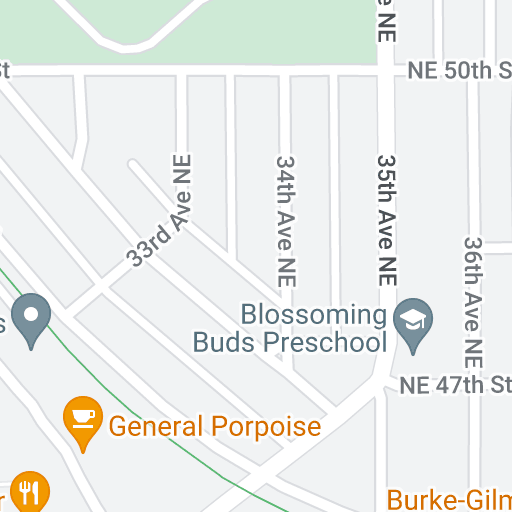 e NE
St
NE 50th S
33rd Ave NE
34th Ave NE
35th Ave NE
36th Ave NE
Blossoming
Buds Preschool
s
NE 47th St
General Porpoise
r
Burke-Gilm